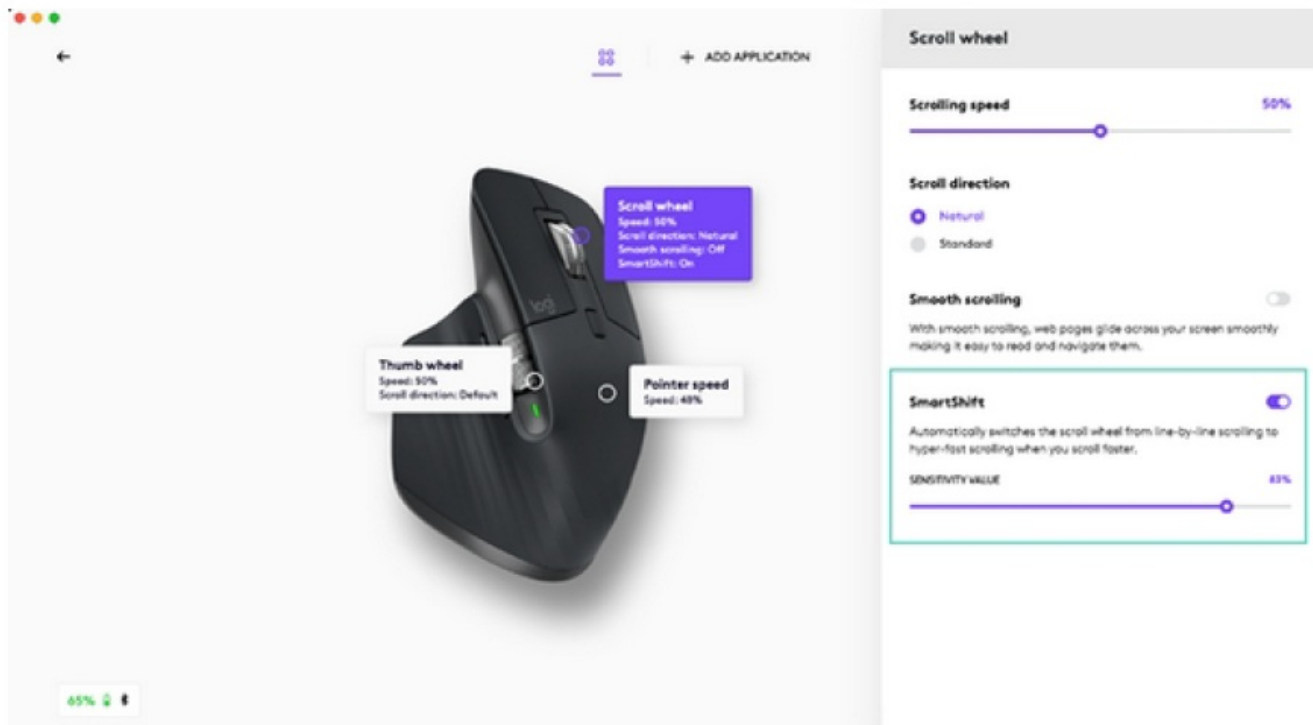 ADD APPLICATION
Scroll wheel
Speed: 50%
Scroll direction: Natural
Smooth scrolling: Off
SmartShift: On
logi
Thumb wheel
Speed: 50%
Scroll direction: Default
Pointer speed
Speed: 48%
65%
Scroll wheel
Scrolling speed 50%
Scroll direction
Natural
Standard
Smooth scrolling
With smooth scrolling, web pages glide across your screen smoothly
making it easy to read and navigate them.
SmartShift
Automatically switches the scroll wheel from line-by-line scrolling to
hyper-fast scrolling when you scroll faster.
SENSITIVITY VALUE 83%